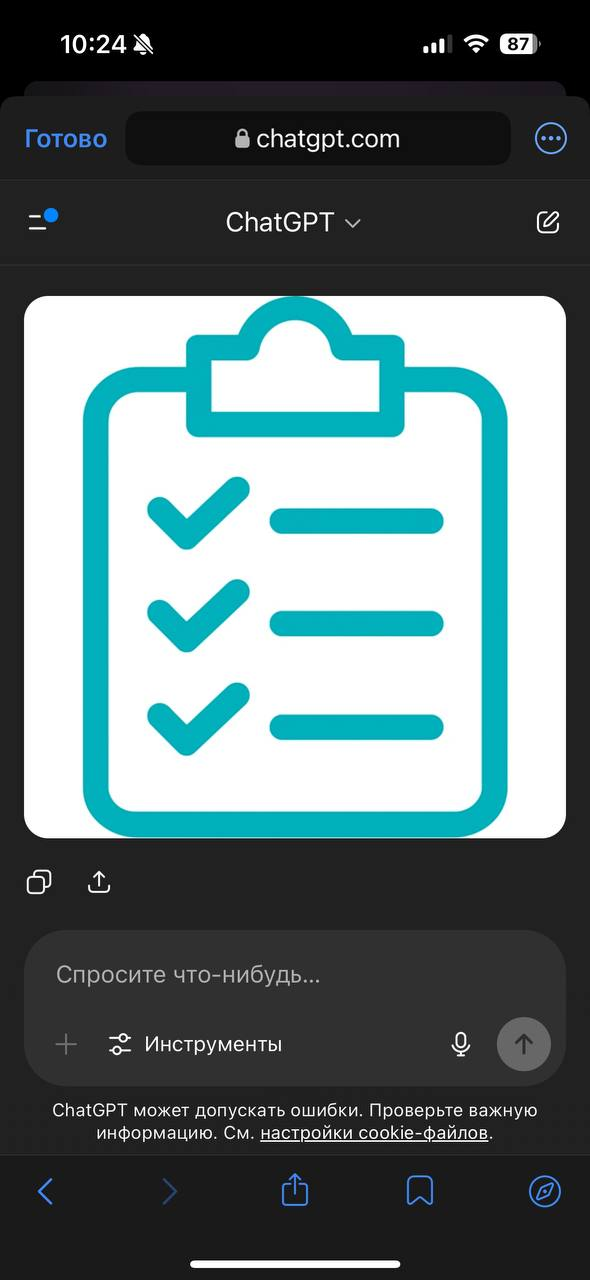 10:24
87
Готово
chatgpt.com
ChatGPT
Спросите что-нибудь...
Инструменты
ChatGPT может допускать ошибки. Проверьте важную
информацию. См. настройки cookie-файлов.